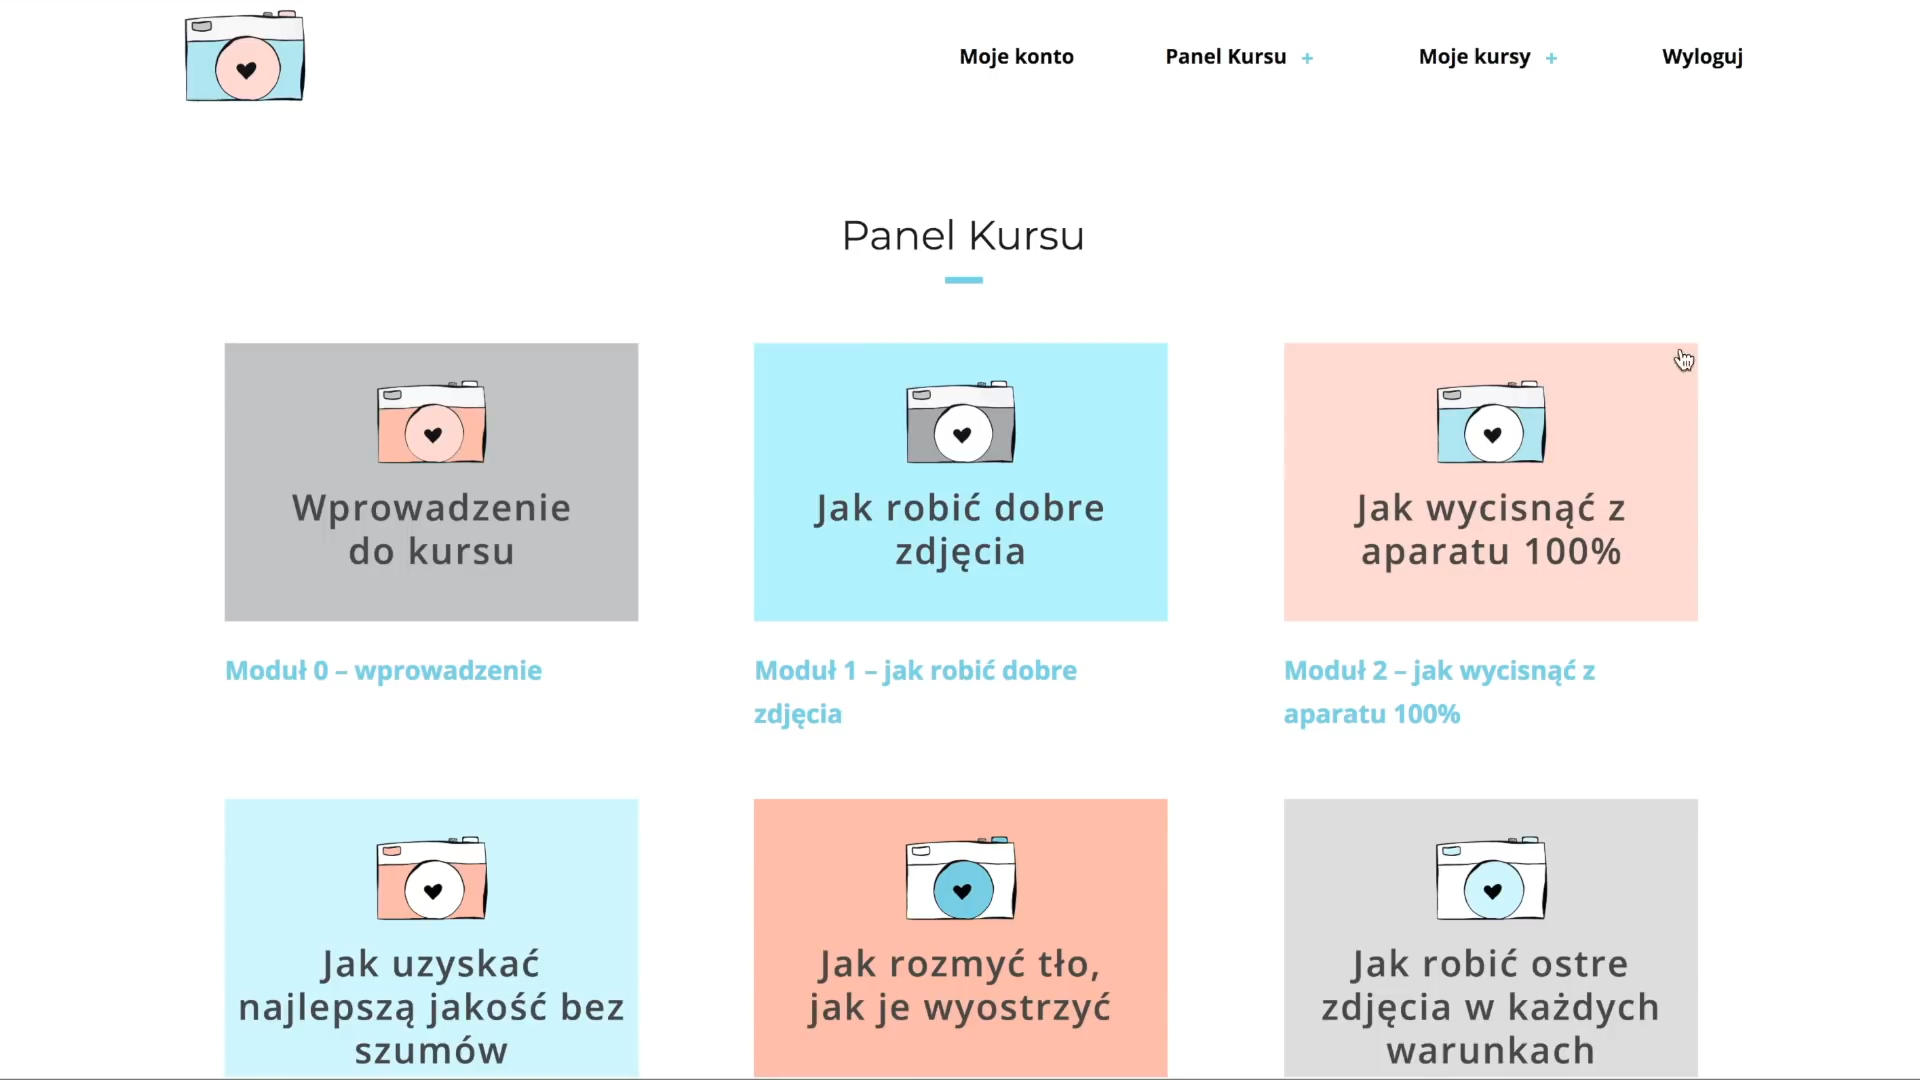 Moje konto
Panel Kursu +
Moje kursy +
Wyloguj
Panel Kursu
Wprowadzenie
do kursu
Jak robić dobre
zdjęcia
Jak wycisnąć z
aparatu 100%
Moduł 0 – wprowadzenie
Moduł 1 – jak robić dobre
zdjęcia
Moduł 2 – jak wycisnąć z
aparatu 100%
Jak uzyskać
najlepszą jakość bez
szumów
Jak rozmyć tło,
jak je wyostrzyć
Jak robić ostre
zdjęcia w każdych
warunkach